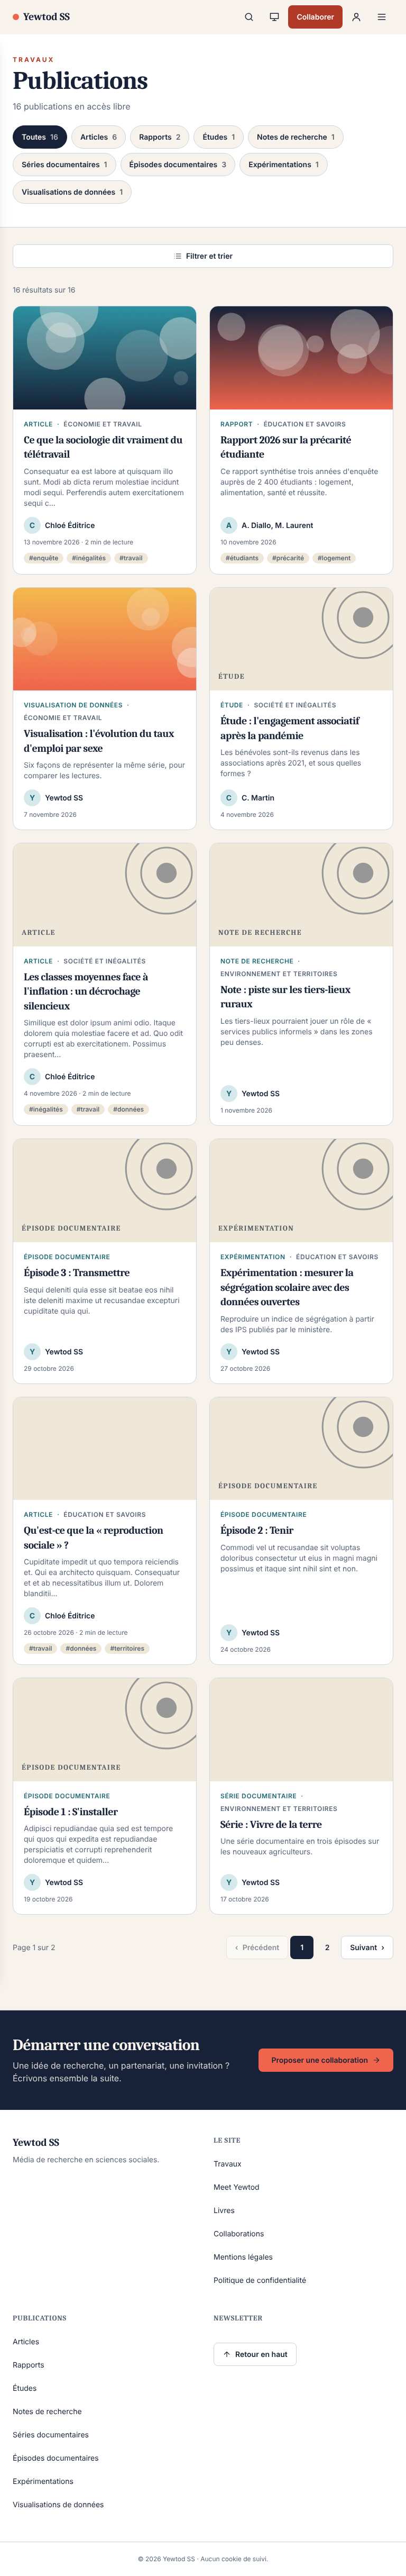 Yewtod SS
Collaborer
TRAVAUX
Publications
16 publications en accès libre
Toutes 16
Articles 6
Rapports 2
Études 1
Notes de recherche 1
Séries documentaires 1
Épisodes documentaires 3
Expérimentations 1
Visualisations de données 1
Filtrer et trier
16 résultats sur 16
ARTICLE · ÉCONOMIE ET TRAVAIL
Ce que la sociologie dit vraiment du
télétravail
Consequatur ea est labore at quisquam illo
sunt. Modi ab dicta rerum molestiae incidunt
modi sequi. Perferendis autem exercitationem
sequi c…
C Chloé Éditrice
13 novembre 2026 · 2 min de lecture
#enquête #inégalités #travail
RAPPORT · ÉDUCATION ET SAVOIRS
Rapport 2026 sur la précarité
étudiante
Ce rapport synthétise trois années d'enquête
auprès de 2 400 étudiants : logement,
alimentation, santé et réussite.
A A. Diallo, M. Laurent
10 novembre 2026
#étudiants #précarité #logement
VISUALISATION DE DONNÉES ·
ÉCONOMIE ET TRAVAIL
Visualisation : l'évolution du taux
d'emploi par sexe
Six façons de représenter la même série, pour
comparer les lectures.
Y Yewtod SS
7 novembre 2026
ÉTUDE
ÉTUDE · SOCIÉTÉ ET INÉGALITÉS
Étude : l'engagement associatif
après la pandémie
Les bénévoles sont-ils revenus dans les
associations après 2021, et sous quelles
formes ?
C C. Martin
4 novembre 2026
ARTICLE
ARTICLE · SOCIÉTÉ ET INÉGALITÉS
Les classes moyennes face à
l'inflation : un décrochage
silencieux
Similique est dolor ipsum animi odio. Itaque
dolorem quia molestiae facere et ad. Quo odit
corrupti est ab exercitationem. Possimus
praesent…
C Chloé Éditrice
4 novembre 2026 · 2 min de lecture
#inégalités #travail #données
NOTE DE RECHERCHE
NOTE DE RECHERCHE ·
ENVIRONNEMENT ET TERRITOIRES
Note : piste sur les tiers-lieux
ruraux
Les tiers-lieux pourraient jouer un rôle de «
services publics informels » dans les zones
peu denses.
Y Yewtod SS
1 novembre 2026
ÉPISODE DOCUMENTAIRE
ÉPISODE DOCUMENTAIRE
Épisode 3 : Transmettre
Sequi deleniti quia esse sit beatae eos nihil
iste deleniti maxime ut recusandae excepturi
cupiditate quia qui.
Y Yewtod SS
29 octobre 2026
EXPÉRIMENTATION
EXPÉRIMENTATION · ÉDUCATION ET SAVOIRS
Expérimentation : mesurer la
ségrégation scolaire avec des
données ouvertes
Reproduire un indice de ségrégation à partir
des IPS publiés par le ministère.
Y Yewtod SS
27 octobre 2026
ARTICLE · ÉDUCATION ET SAVOIRS
Qu'est-ce que la « reproduction
sociale » ?
Cupiditate impedit ut quo tempora reiciendis
et. Qui ea architecto quisquam. Consequatur
et et ab necessitatibus illum ut. Dolorem
blanditii…
C Chloé Éditrice
26 octobre 2026 · 2 min de lecture
#travail #données #territoires
ÉPISODE DOCUMENTAIRE
ÉPISODE DOCUMENTAIRE
Épisode 2 : Tenir
Commodi vel ut recusandae sit voluptas
doloribus consectetur ut eius in magni magni
possimus et itaque sint nihil sint et non.
Y Yewtod SS
24 octobre 2026
ÉPISODE DOCUMENTAIRE
ÉPISODE DOCUMENTAIRE
Épisode 1 : S'installer
Adipisci repudiandae quia sed est tempore
qui quos qui expedita est repudiandae
perspiciatis et corrupti reprehenderit
doloremque et quidem…
Y Yewtod SS
19 octobre 2026
SÉRIE DOCUMENTAIRE ·
ENVIRONNEMENT ET TERRITOIRES
Série : Vivre de la terre
Une série documentaire en trois épisodes sur
les nouveaux agriculteurs.
Y Yewtod SS
17 octobre 2026
Page 1 sur 2
‹ Précédent
1
2
Suivant ›
Démarrer une conversation
Une idée de recherche, un partenariat, une invitation ?
Écrivons ensemble la suite.
Proposer une collaboration →
Yewtod SS
Média de recherche en sciences sociales.
LE SITE
Travaux
Meet Yewtod
Livres
Collaborations
Mentions légales
Politique de confidentialité
PUBLICATIONS
Articles
Rapports
Études
Notes de recherche
Séries documentaires
Épisodes documentaires
Expérimentations
Visualisations de données
NEWSLETTER
↑ Retour en haut
© 2026 Yewtod SS · Aucun cookie de suivi.